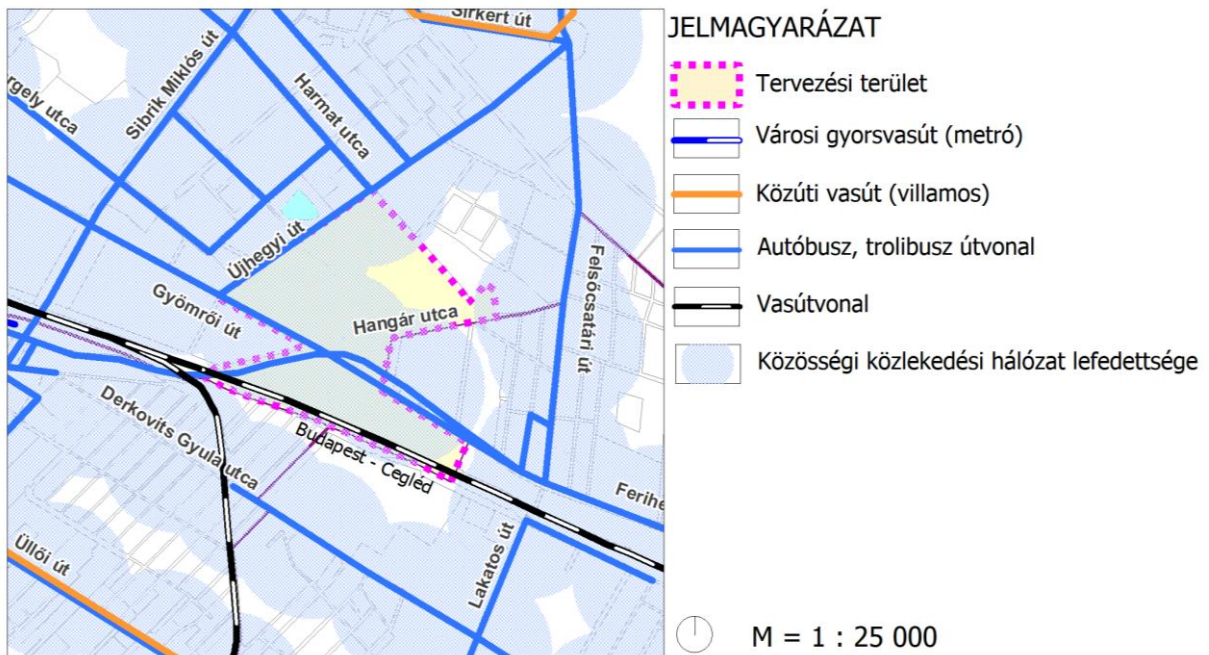 Sírkert út
JELMAGYARÁZAT
Sibrik Miklós út
Harmat utca
utca
Tervezési terület
Városi gyorsvasút (metró)
Közúti vasút (villamos)
Autóbusz, trolibusz útvonal
Vasútvonal
Közösségi közlekedési hálózat lefedettsége
Újhegyi út
Gyömrői út
Hangár utca
Felsőcsatári út
Derkovits Gyula utca
Budapest - Cegléd
Ferihe
Lakatos út
Üllői út
M = 1 : 25 000